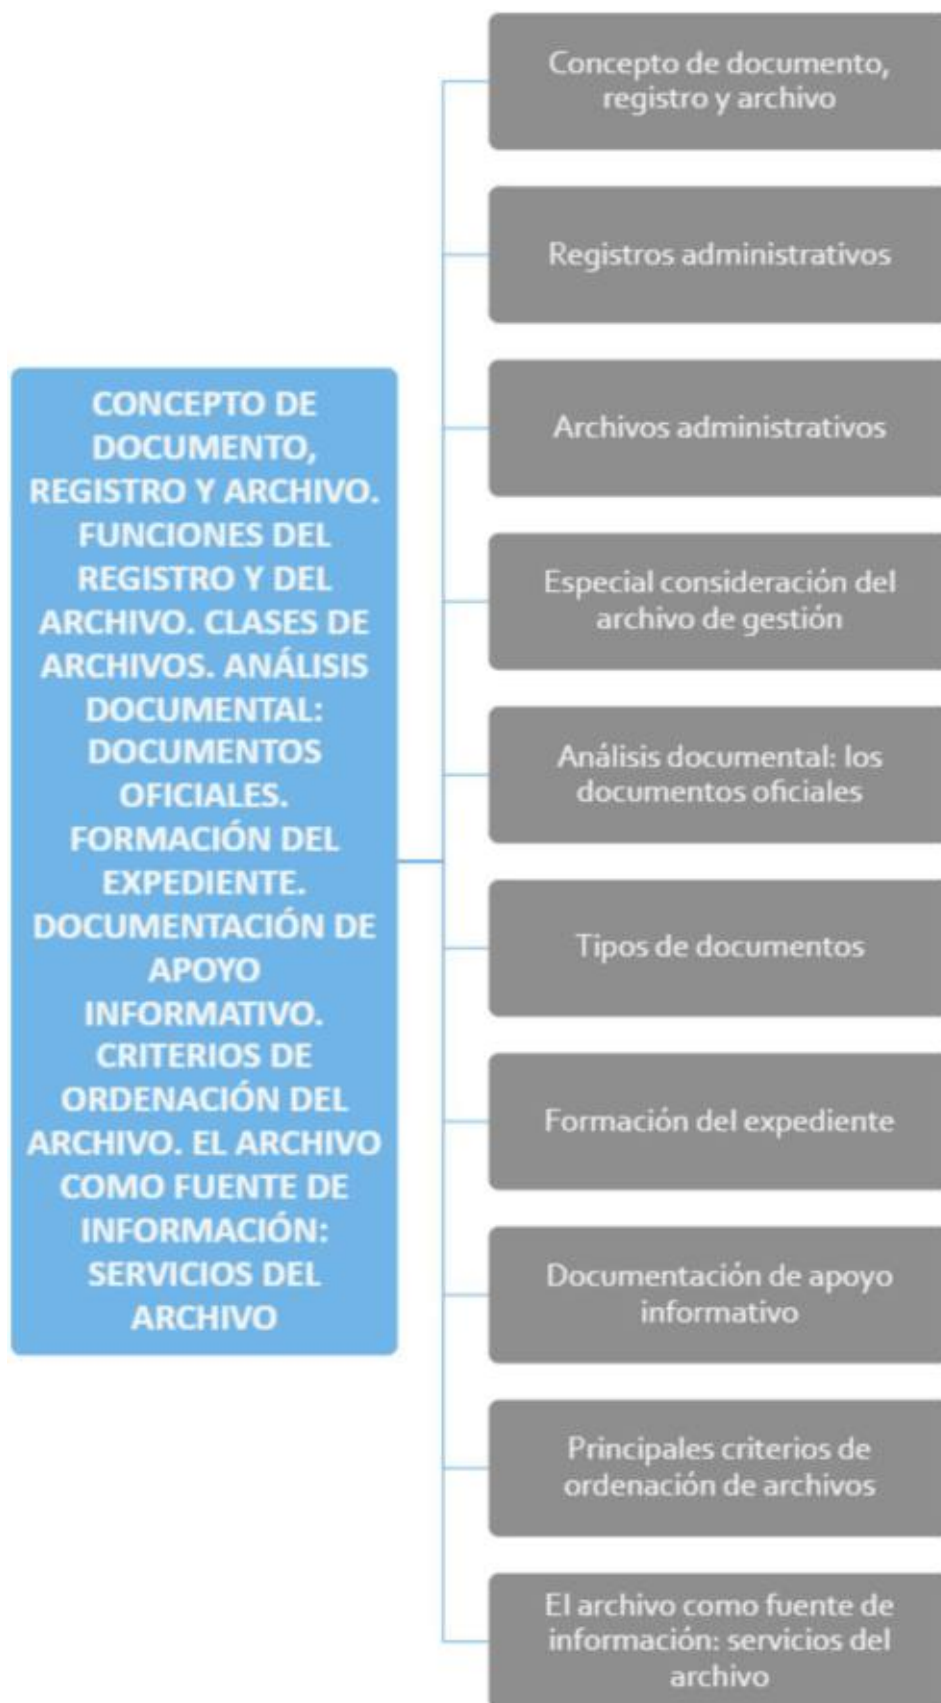 CONCEPTO DE
DOCUMENTO,
REGISTRO Y ARCHIVO.
FUNCIONES DEL
REGISTRO Y DEL
ARCHIVO. CLASES DE
ARCHIVOS. ANÁLISIS
DOCUMENTAL:
DOCUMENTOS
OFICIALES.
FORMACIÓN DEL
EXPEDIENTE.
DOCUMENTACIÓN DE
APOYO
INFORMATIVO.
CRITERIOS DE
ORDENACIÓN DEL
ARCHIVO. EL ARCHIVO
COMO FUENTE DE
INFORMACIÓN:
SERVICIOS DEL
ARCHIVO
Concepto de documento,
registro y archivo
Registros administrativos
Archivos administrativos
Especial consideración del
archivo de gestión
Análisis documental: los
documentos oficiales
Tipos de documentos
Formación del expediente
Documentación de apoyo
informativo
Principales criterios de
ordenación de archivos
El archivo como fuente de
información: servicios del
archivo